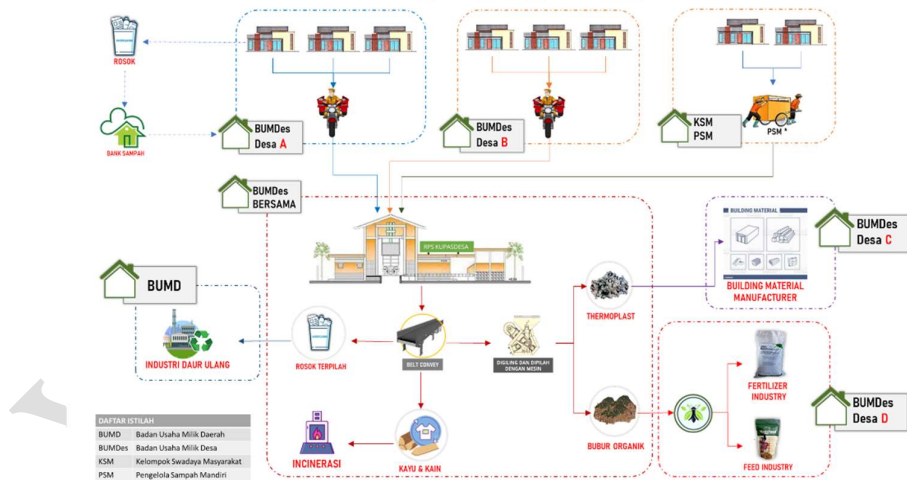 ROSOK
BANK SAMPAH
BUMDes
Desa A
BUMDes
Desa B
KSM
PSM
PSM *
BUMDes
BERSAMA
RPS KUPASDESA
BUMD
INDUSTRI DAUR ULANG
ROSOK TERPILAH
BELT CONVEY
DIGILING DAN DIPILAH
DENGAN MESIN
THERMOPLAST
BUILDING MATERIAL
BUILDING MATERIAL
MANUFACTURER
BUMDes
Desa C
INCINERASI
KAYU & KAIN
BUBUR ORGANIK
FERTILIZER
INDUSTRY
FEED INDUSTRY
BUMDes
Desa D
DAFTAR ISTILAH
BUMD Badan Usaha Milik Daerah
BUMDes Badan Usaha Milik Desa
KSM Kelompok Swadaya Masyarakat
PSM Pengelola Sampah Mandiri